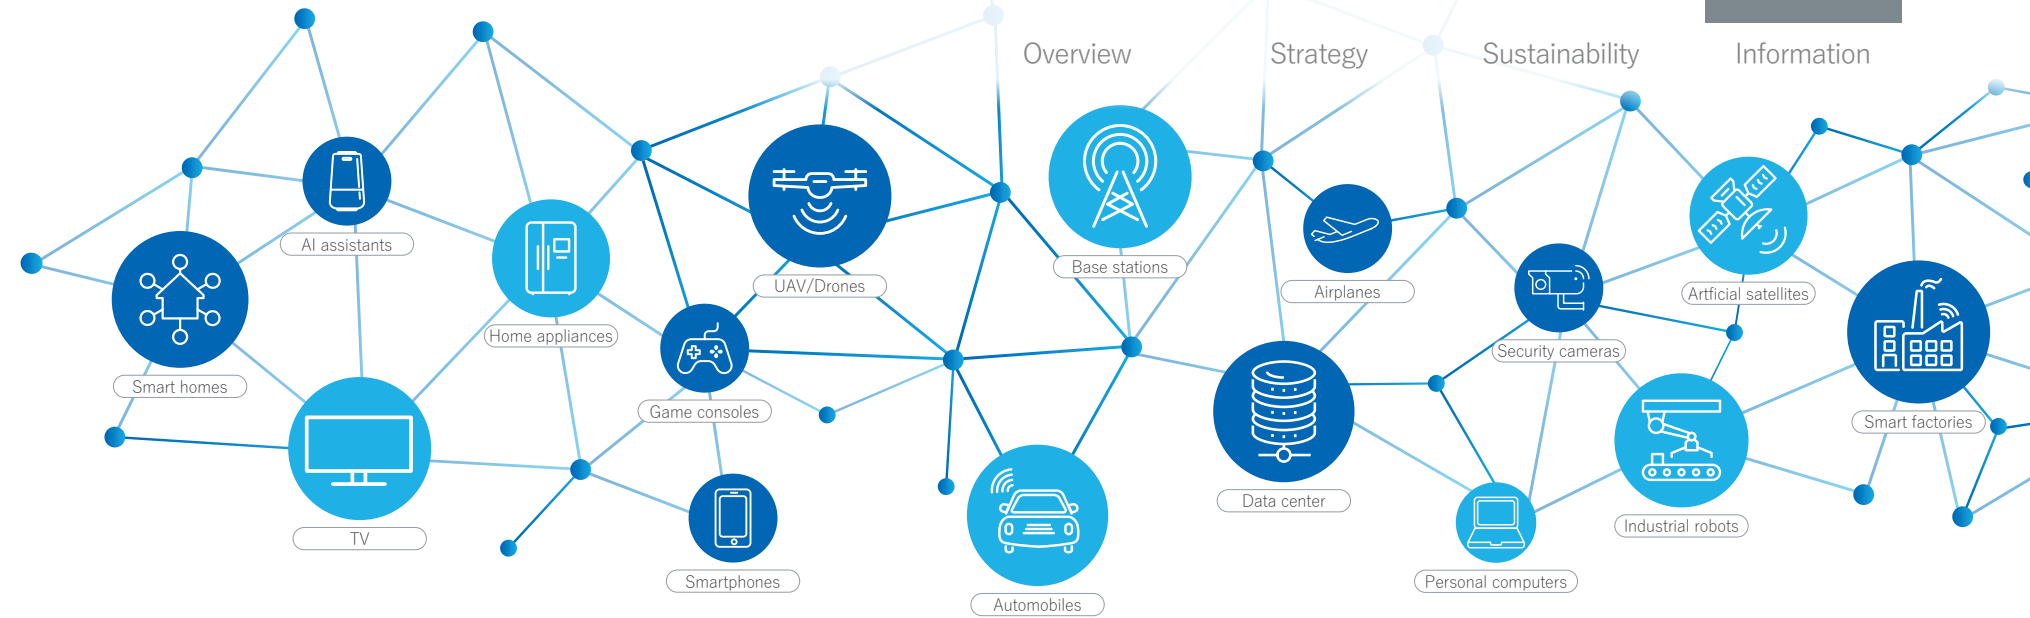 Overview
Strategy
Sustainability
Information
AI assistants
Base stations
UAV/Drones
Airplanes
Artficial satellites
Home appliances
Security cameras
Smart homes
Game consoles
Smart factories
Data center
Industrial robots
TV
Smartphones
Personal computers
Automobiles